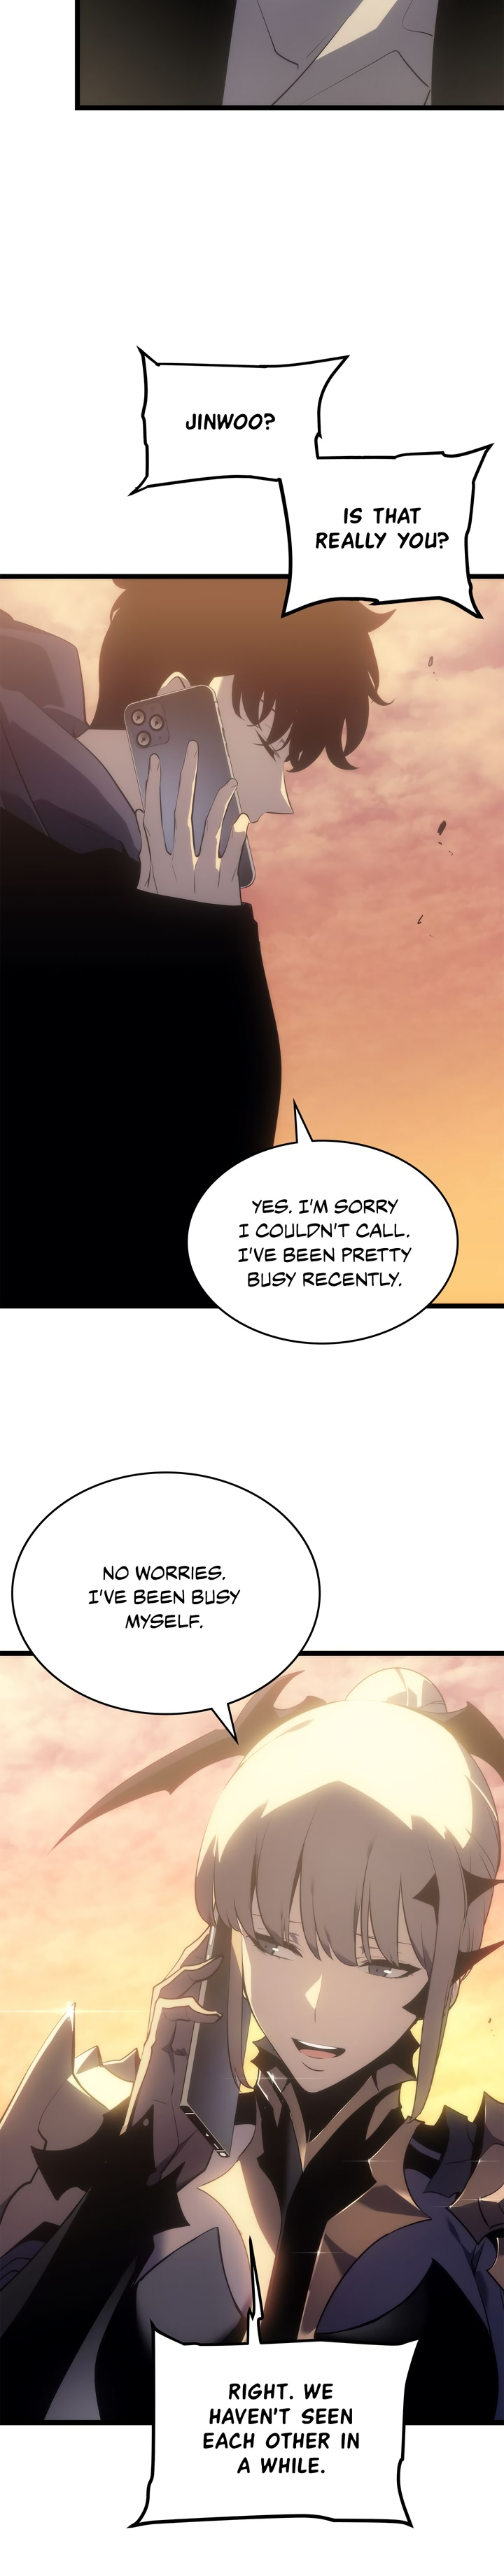 JINWOO?
IS THAT
REALLY YOU?
YES. I'M SORRY
I COULDN'T CALL.
I'VE BEEN PRETTY
BUSY RECENTLY.
NO WORRIES.
I'VE BEEN BUSY
MYSELF.
RIGHT. WE
HAVEN'T SEEN
EACH OTHER IN
A WHILE.